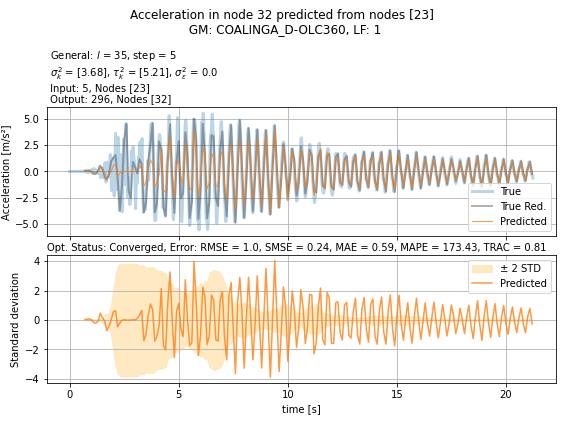 Acceleration in node 32 predicted from nodes [23]
GM: COALINGA_D-OLC360, LF: 1
General: l = 35, step = 5
σ²ₖ = [3.68], τ²ₖ = [5.21], σ²ε = 0.0
Input: 5, Nodes [23]
Output: 296, Nodes [32]
Acceleration [m/s²]
5.0
2.5
0.0
−2.5
−5.0
True
True Red.
Predicted
Opt. Status: Converged, Error: RMSE = 1.0, SMSE = 0.24, MAE = 0.59, MAPE = 173.43, TRAC = 0.81
Standard deviation
4
2
0
−2
−4
± 2 STD
Predicted
0 5 10 15 20
time [s]